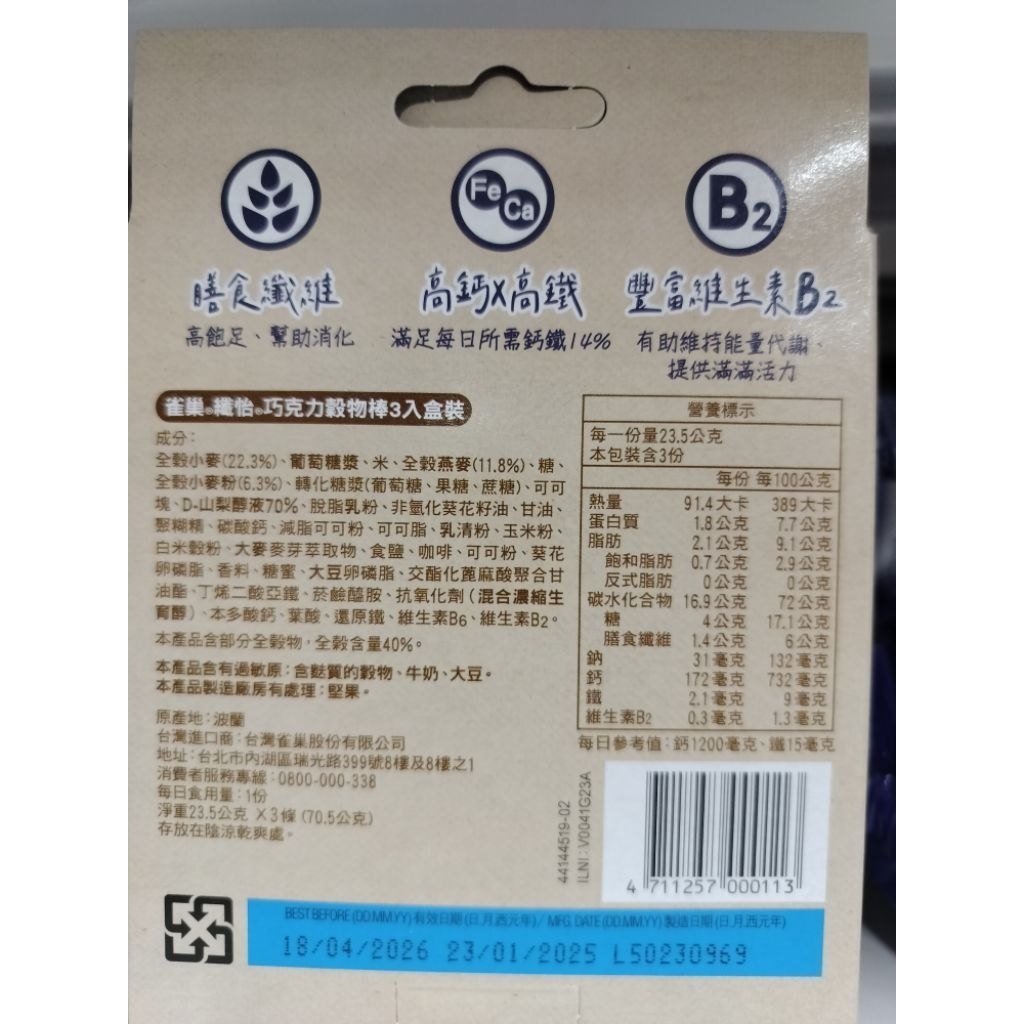 Fe Ca
B2
膳食纖維
高飽足、幫助消化
高鈣X高鐵
滿足每日所需鈣鐵14%
豐富維生素B2
有助維持能量代謝、
提供滿滿活力
雀巢®纖怡®巧克力穀物棒3入盒裝
成分：
全穀小麥(22.3%)、葡萄糖漿、米、全穀燕麥(11.8%)、糖、
全穀小麥粉(6.3%)、轉化糖漿(葡萄糖、果糖、蔗糖)、可可
塊、D-山梨醇液70%、脫脂乳粉、非氫化葵花籽油、甘油、
聚糊精、碳酸鈣、減脂可可粉、可可脂、乳清粉、玉米粉、
白米穀粉、大麥麥芽萃取物、食鹽、咖啡、可可粉、葵花
卵磷脂、香料、糖蜜、大豆卵磷脂、交酯化蓖麻酸聚合甘
油酯、丁烯二酸亞鐵、菸鹼醯胺、抗氧化劑(混合濃縮生
育醇)、本多酸鈣、葉酸、還原鐵、維生素B6、維生素B2。
本產品含部分全穀物，全穀含量40%。
本產品含有過敏原：含麩質的穀物、牛奶、大豆。
本產品製造廠房有處理：堅果。
原產地：波蘭
台灣進口商：台灣雀巢股份有限公司
地址：台北市內湖區瑞光路399號8樓及8樓之1
消費者服務專線：0800-000-338
每日食用量：1份
淨重23.5公克 X3條 (70.5公克)
存放在陰涼乾爽處。
營養標示
每一份量23.5公克
本包裝含3份
每份 每100公克
熱量 91.4大卡 389大卡
蛋白質 1.8公克 7.7公克
脂肪 2.1公克 9.1公克
飽和脂肪 0.7公克 2.9公克
反式脂肪 0公克 0公克
碳水化合物 16.9公克 72公克
糖 4公克 17.1公克
膳食纖維 1.4公克 6公克
鈉 31毫克 132毫克
鈣 172毫克 732毫克
鐵 2.1毫克 9毫克
維生素B2 0.3毫克 1.3毫克
每日參考值：鈣1200毫克、鐵15毫克
44144519-02
ILNI：V0041G23A
4 711257 000113
BEST BEFORE (DD.MM.YY) 有效日期 (日.月.西元年) / MFG. DATE (DD.MM.YY) 製造日期 (日.月.西元年)
18/04/2026 23/01/2025 L50230969